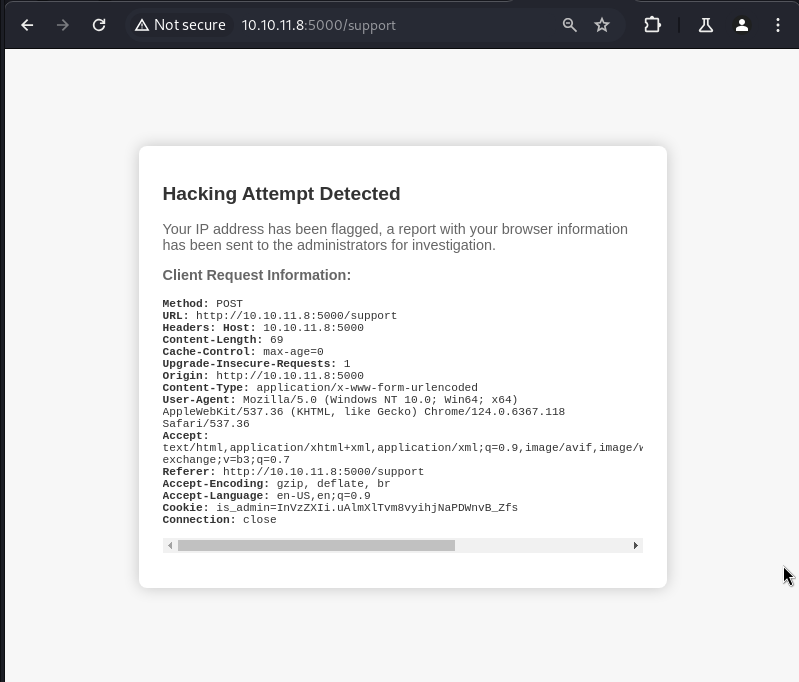 Not secure 10.10.11.8:5000/support
Hacking Attempt Detected
Your IP address has been flagged, a report with your browser information
has been sent to the administrators for investigation.
Client Request Information:
Method: POST
URL: http://10.10.11.8:5000/support
Headers: Host: 10.10.11.8:5000
Content-Length: 69
Cache-Control: max-age=0
Upgrade-Insecure-Requests: 1
Origin: http://10.10.11.8:5000
Content-Type: application/x-www-form-urlencoded
User-Agent: Mozilla/5.0 (Windows NT 10.0; Win64; x64)
AppleWebKit/537.36 (KHTML, like Gecko) Chrome/124.0.6367.118
Safari/537.36
Accept:
text/html,application/xhtml+xml,application/xml;q=0.9,image/avif,image/w
exchange;v=b3;q=0.7
Referer: http://10.10.11.8:5000/support
Accept-Encoding: gzip, deflate, br
Accept-Language: en-US,en;q=0.9
Cookie: is_admin=InVzZXIi.uAlmXlTvm8vyihjNaPDWnvB_Zfs
Connection: close